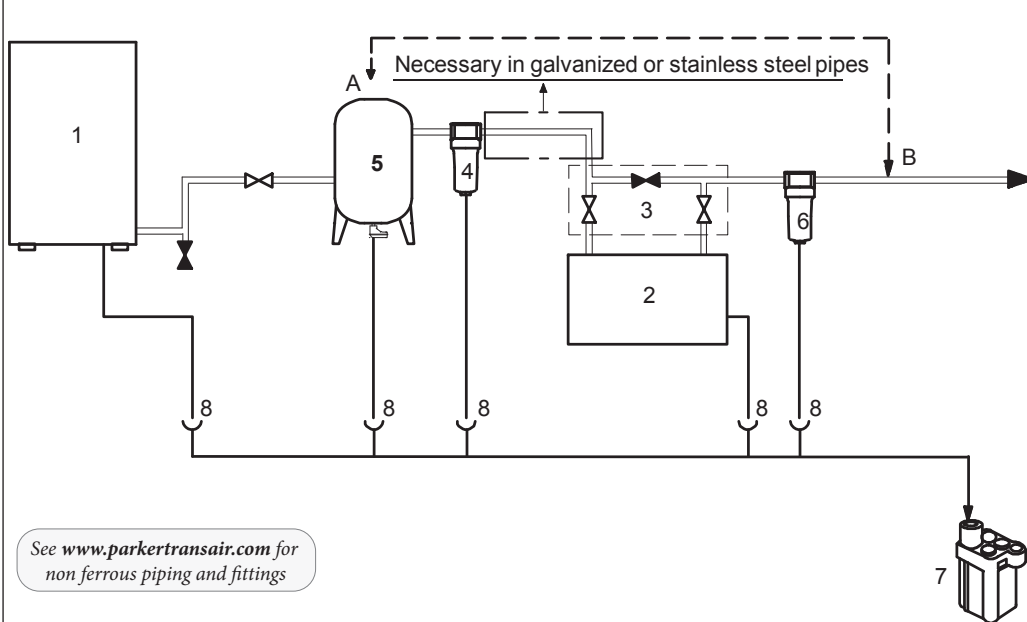 A
Necessary in galvanized or stainless steel pipes
1
5
4
B
3
6
2
8
8
8
8
8
See www.parkertransair.com for
non ferrous piping and fittings
7